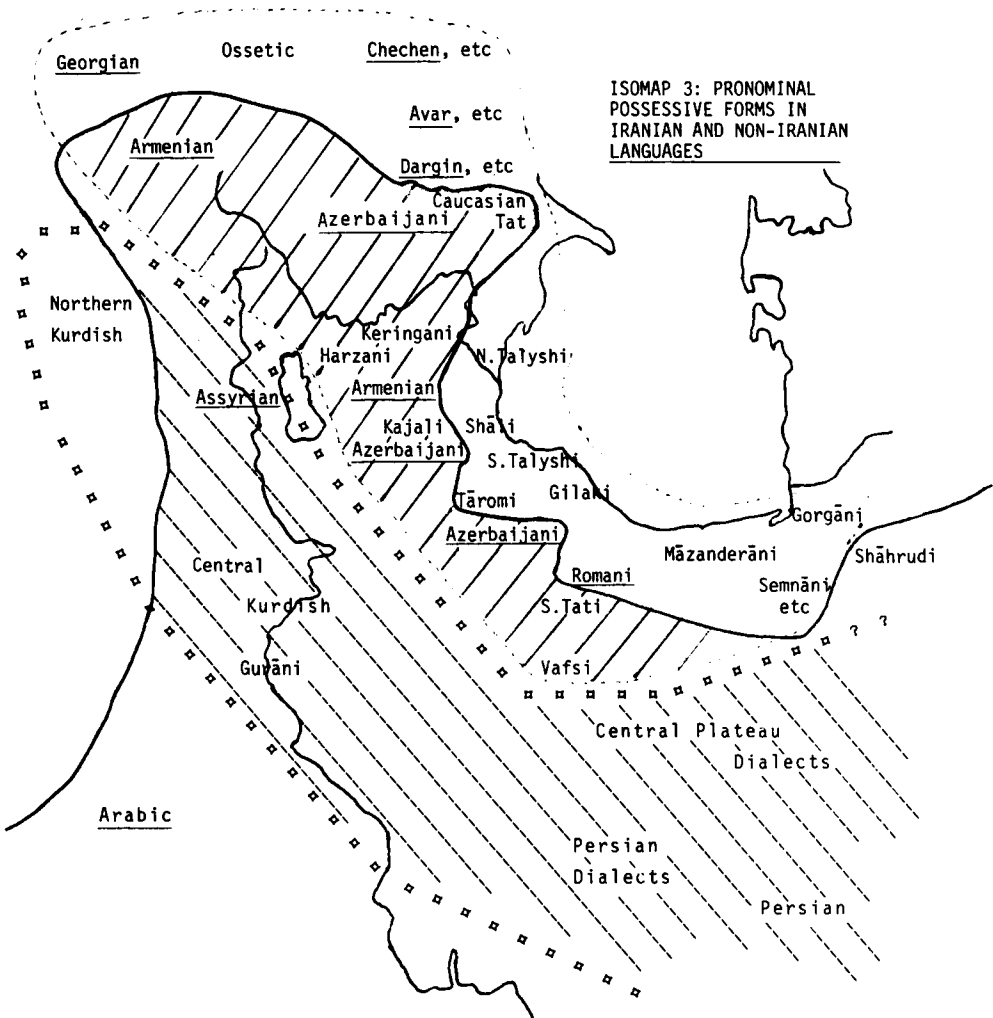 Georgian
Ossetic
Chechen, etc
ISOMAP 3: PRONOMINAL
POSSESSIVE FORMS IN
IRANIAN AND NON-IRANIAN
LANGUAGES
Avar, etc
Armenian
Dargin, etc
Caucasian
Tat
Azerbaijani
Northern
Kurdish
Keringani
Harzani
N.Talyshi
Armenian
Assyrian
Kajali
Shāli
Azerbaijani
S.Talyshi
Gilaki
Tāromi
Gorgāni
Azerbaijani
Māzanderāni
Shāhrudi
Central
Kurdish
Romani
Semnāni
etc
S.Tati
? ?
Gurāni
Vafsi
Central Plateau
Dialects
Arabic
Persian
Dialects
Persian